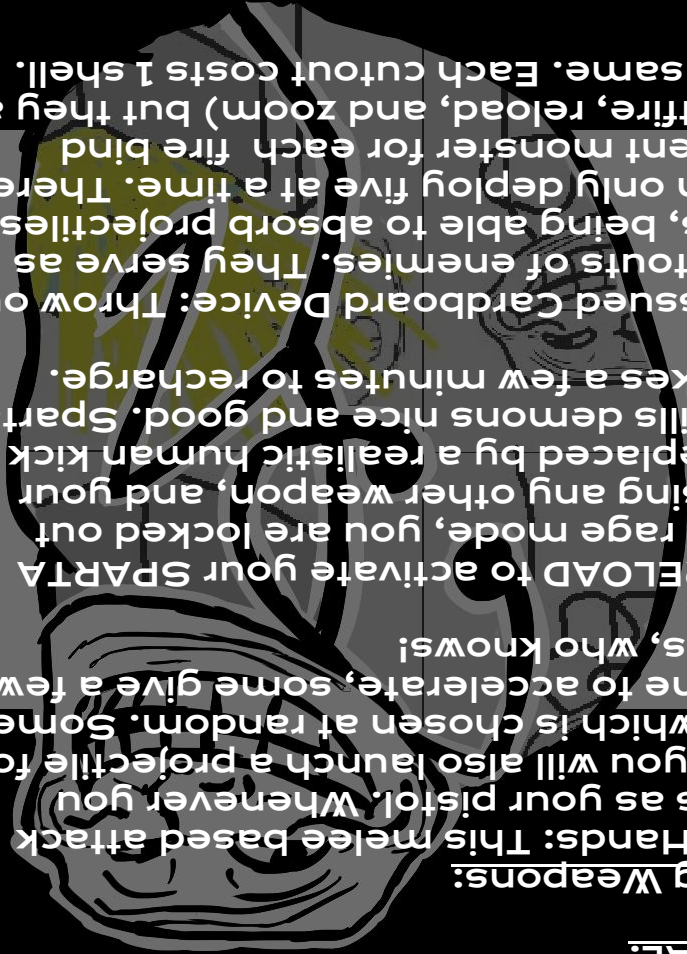 g Weapons:
Hands: This melee based attack
s as your pistol. Whenever you
you will also launch a projectile fo
which is chosen at random. Some
ne to accelerate, some give a few
s, who knows!
ELOAD to activate your SPARTA
rage mode, you are locked out
sing any other weapon, and your
eplaced by a realistic human kick
ills demons nice and good. Spart
kes a few minutes to recharge.
ssued Cardboard Device: Throw ou
touts of enemies. They serve as
s, being able to absorb projectiles
n only deploy five at a time. There
ent monster for each fire bind
tfire, reload, and zoom) but they a
same. Each cutout costs 1 shell.